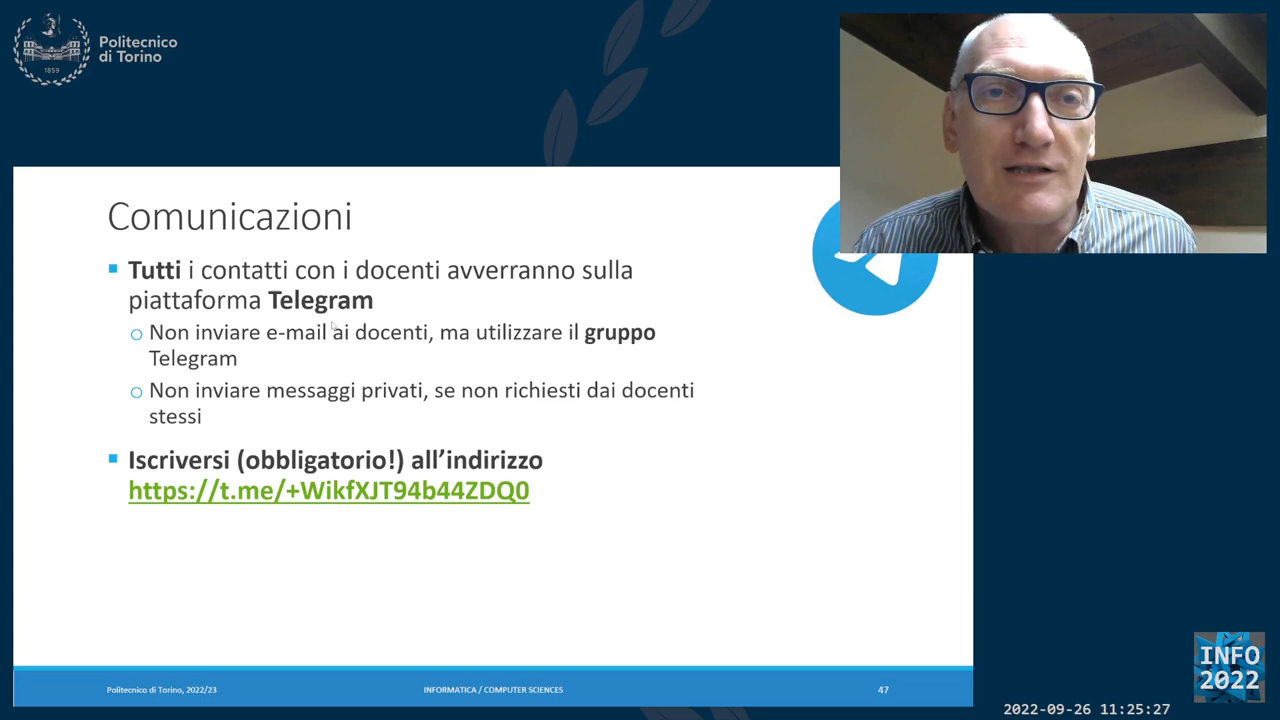 Politecnico
di Torino
1859
Comunicazioni
Tutti i contatti con i docenti avverranno sulla
piattaforma Telegram
Non inviare e-mail ai docenti, ma utilizzare il gruppo
Telegram
Non inviare messaggi privati, se non richiesti dai docenti
stessi
Iscriversi (obbligatorio!) all’indirizzo
https://t.me/+WikfXJT94b44ZDQ0
Politecnico di Torino, 2022/23
INFORMATICA / COMPUTER SCIENCES
47
INFO
2022
2022-09-26 11:25:27